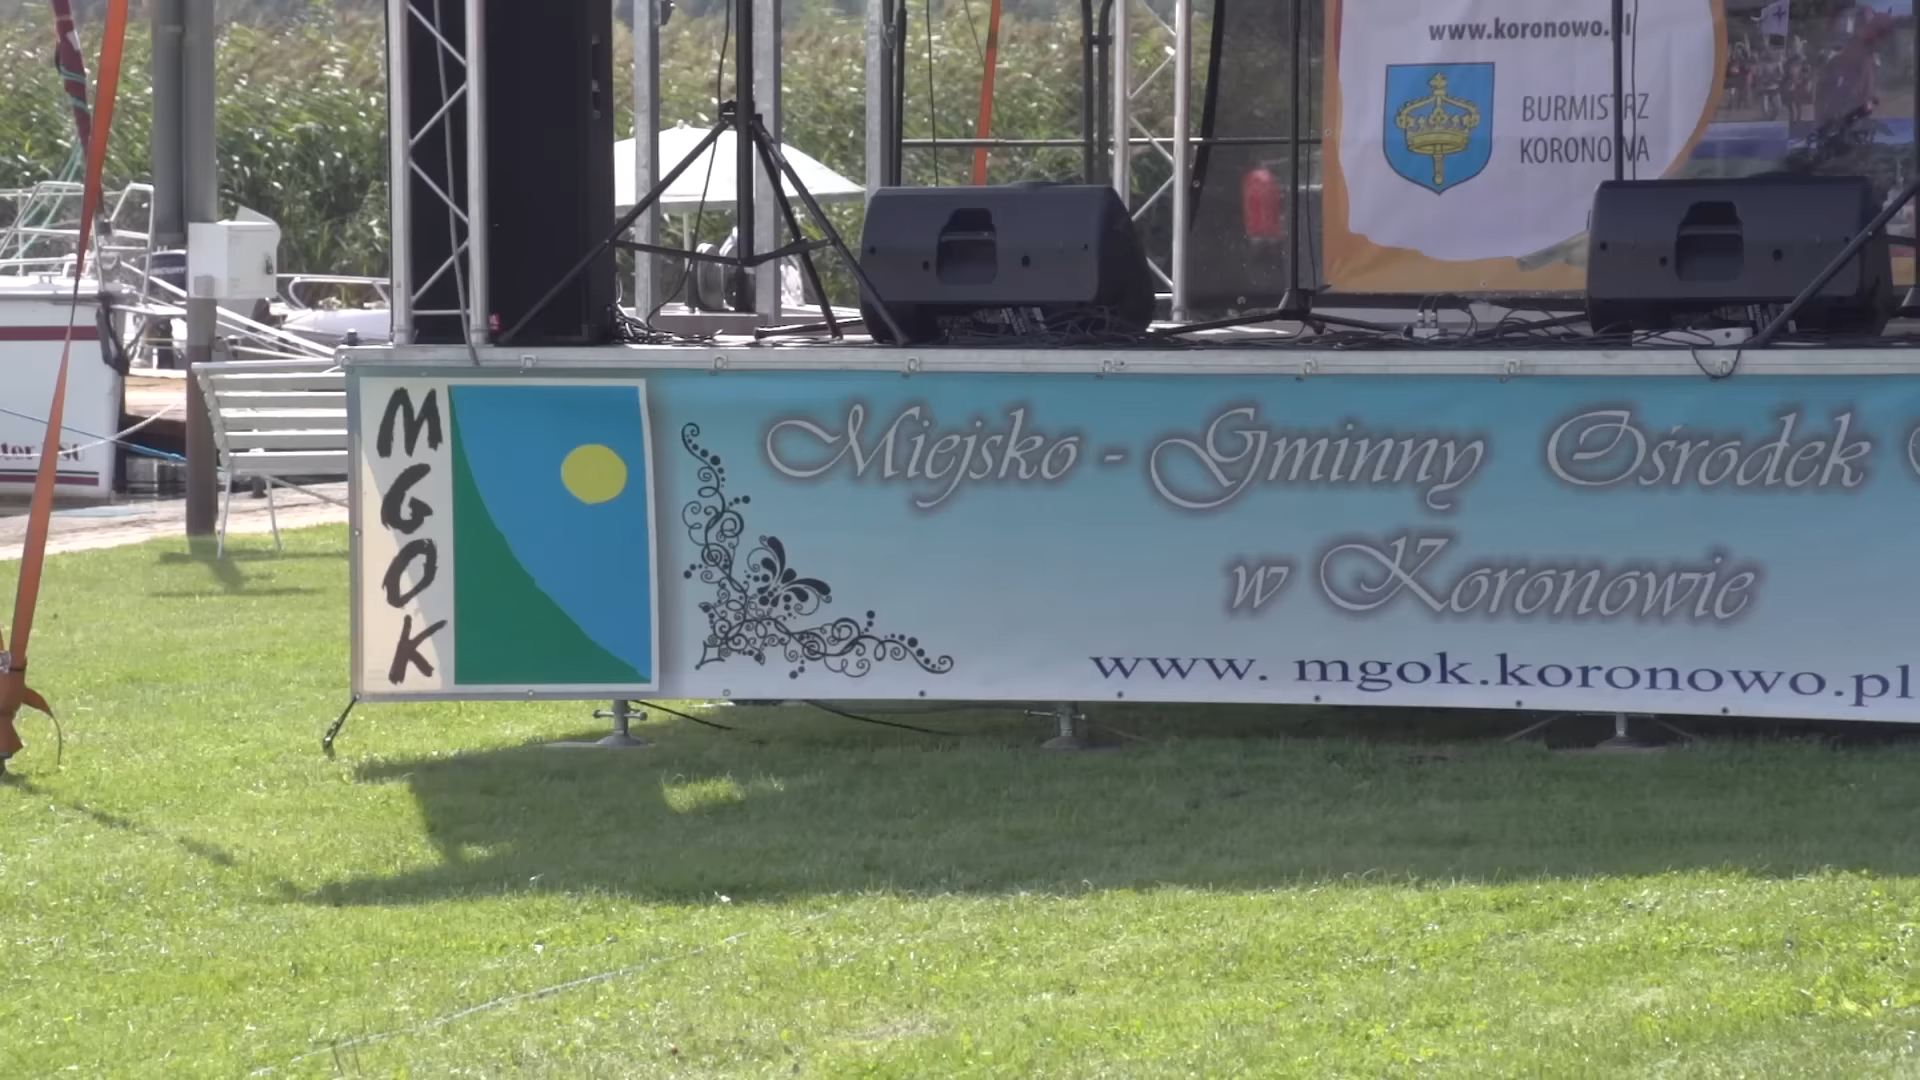 www.koronowo.pl
BURMISTRZ
KORONOWA
MGOK
Miejsko - Gminny Ośrodek
w Koronowie
www. mgok.koronowo.pl